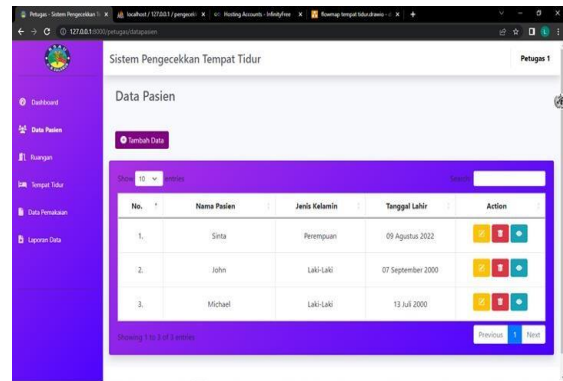 Petugas - Sistem Pengecekkan T
localhost / 127.0.0.1 / pengecek
Hosting Accounts - InfinityFree
Flowmap tempat tidur.drawio -
127.0.0.1:8000/petugas/datapasien
Sistem Pengecekkan Tempat Tidur
Petugas 1
Dashboard
Data Pasien
Ruangan
Tempat Tidur
Data Pemakaian
Laporan Data
Data Pasien
Tambah Data
Show 10 entries
Search:
No. Nama Pasien Jenis Kelamin Tanggal Lahir Action
1. Sinta Perempuan 09 Agustus 2022
2. John Laki-Laki 07 September 2000
3. Michael Laki-Laki 13 Juli 2000
Showing 1 to 3 of 3 entries
Previous 1 Next